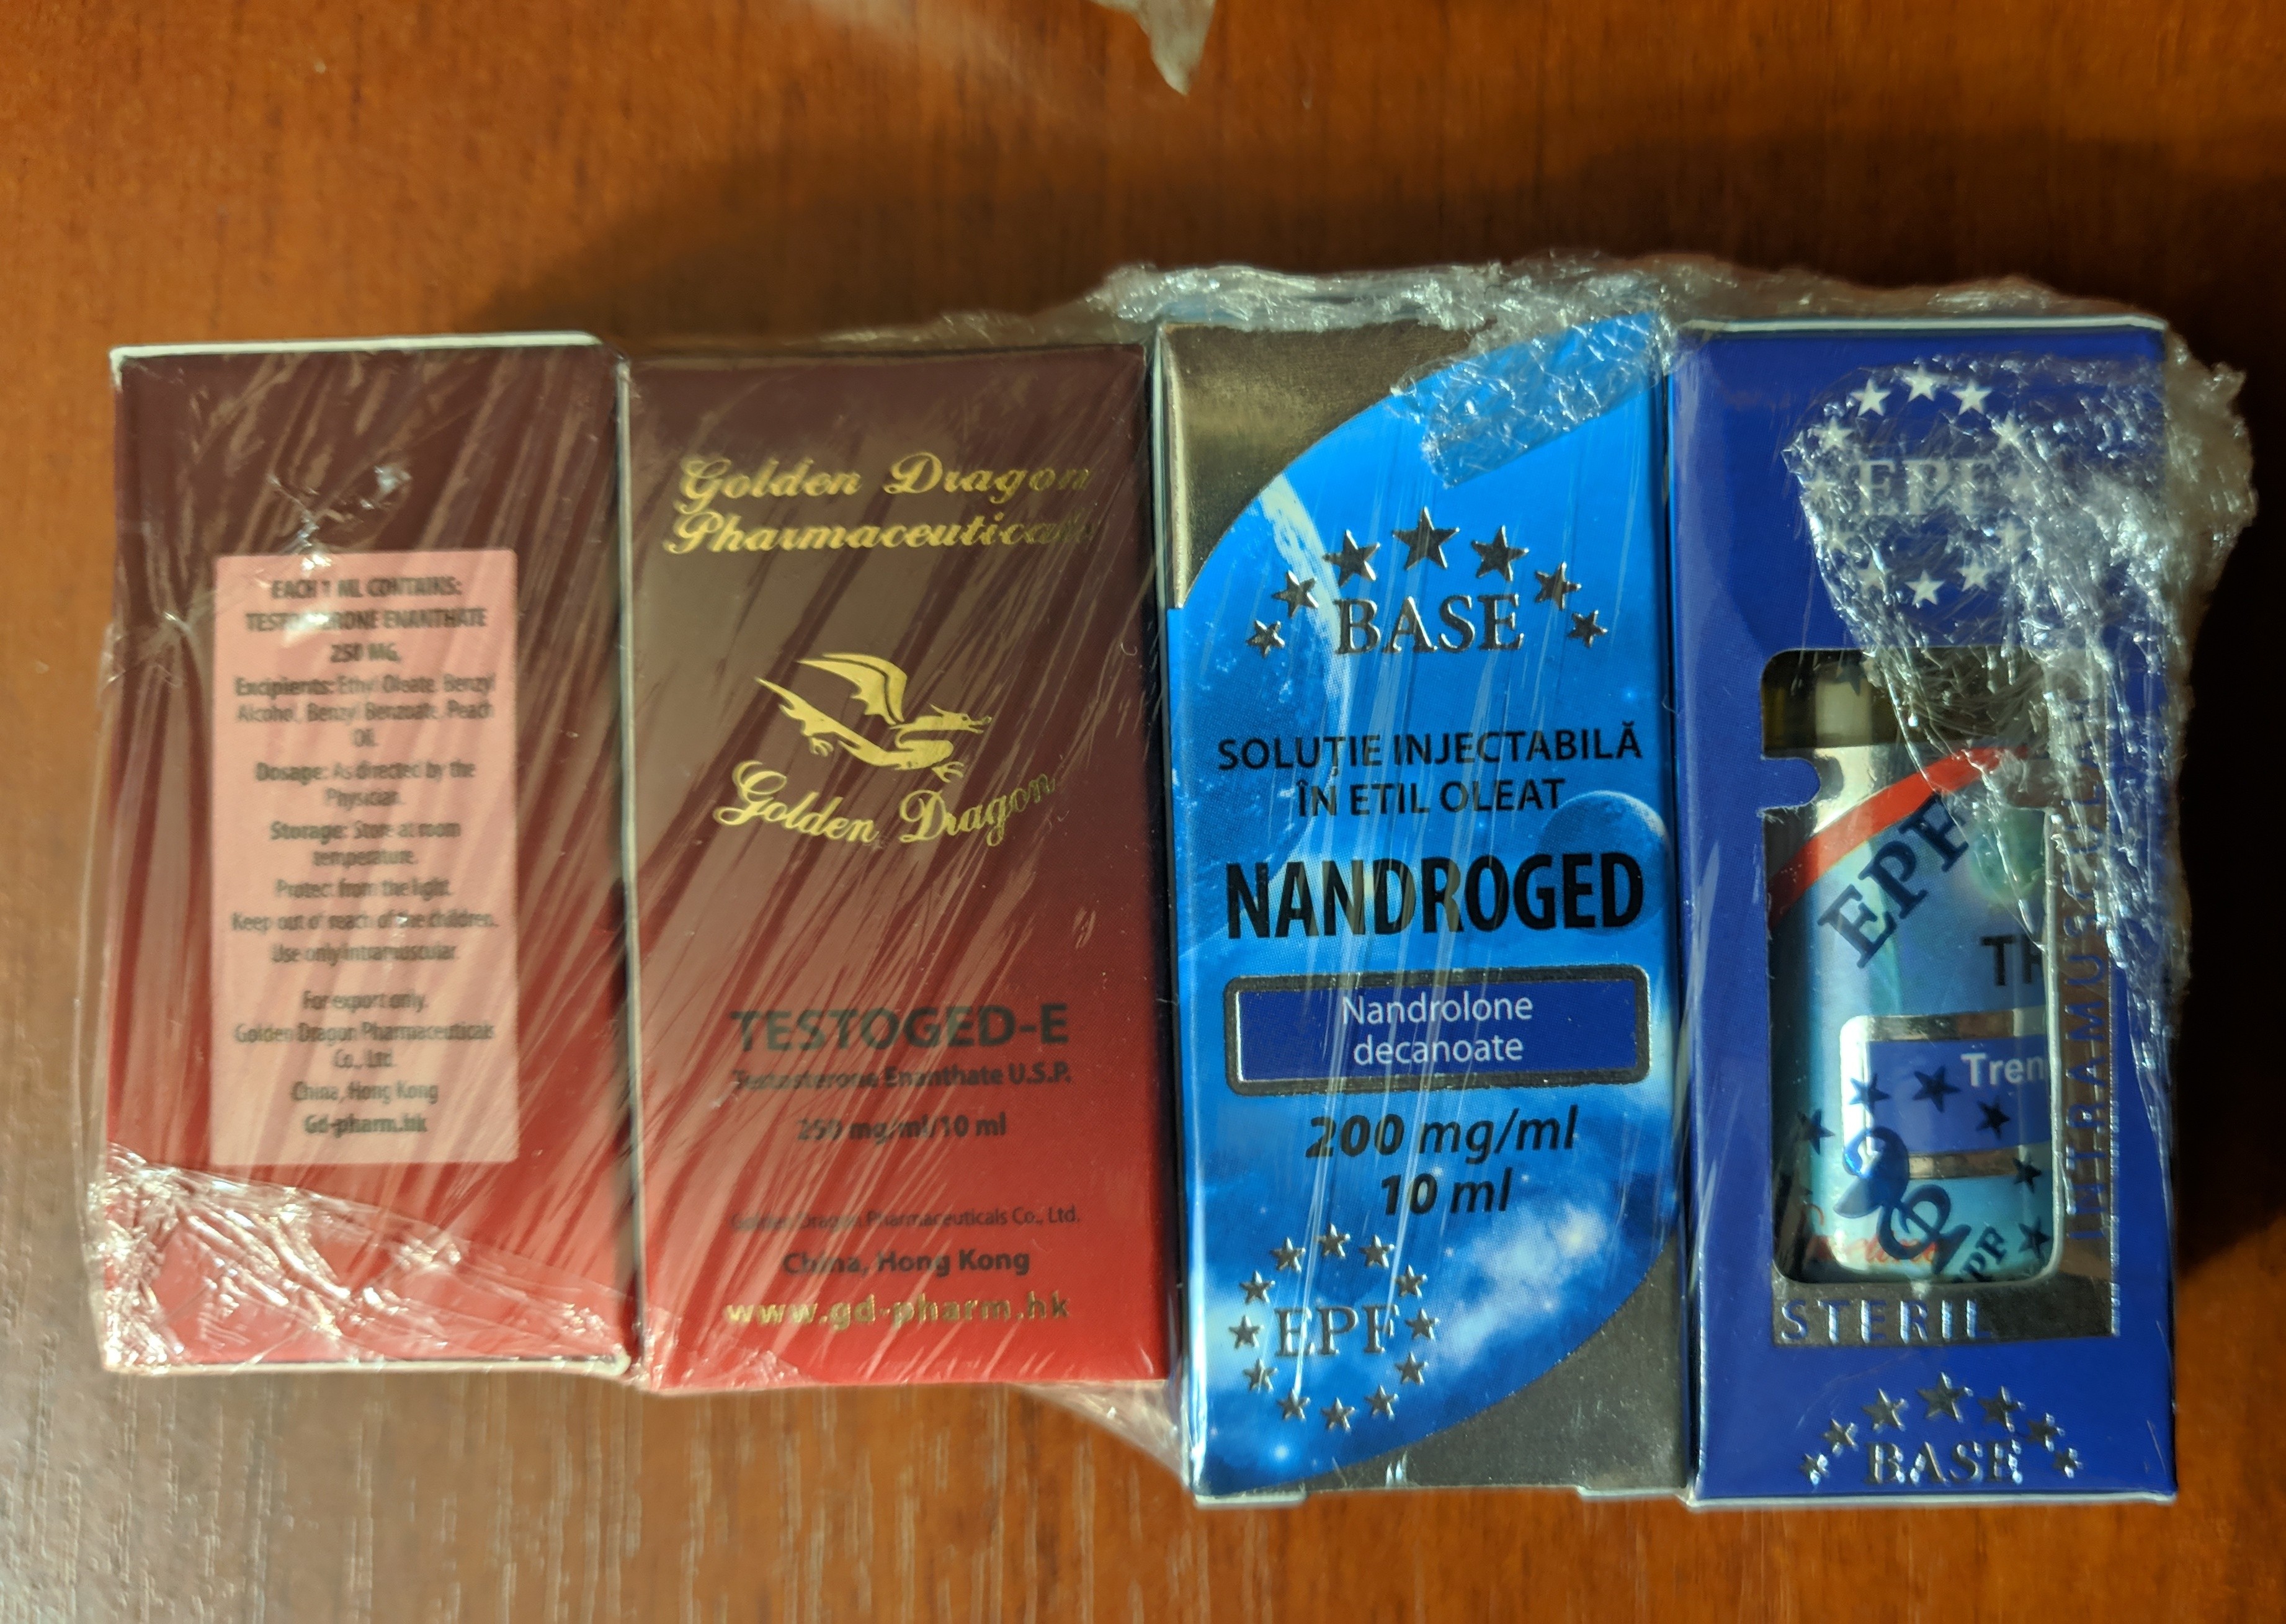 EACH 1 ML CONTAINS:
TESTOSTERONE ENANTHATE
250 MG.
Excipients: Ethyl Oleate, Benzyl
Alcohol, Benzyl Benzoate, Peach
Oil.
Dosage: As directed by the
Physician.
Storage: Store at room
temperature.
Protect from the light.
Keep out of reach of the children.
Use only intramuscular.
For export only.
Golden Dragon Pharmaceuticals
Co., Ltd.
China, Hong Kong
Gd-pharm.hk
Golden Dragon
Pharmaceuticals
Golden Dragon
TESTOGED-E
Testosterone Enanthate U.S.P.
250 mg/ml/10 ml
Golden Dragon Pharmaceuticals Co., Ltd.
China, Hong Kong
www.gd-pharm.hk
BASE
SOLUȚIE INJECTABILĂ
ÎN ETIL OLEAT
NANDROGED
Nandrolone
decanoate
200 mg/ml
10 ml
EPF
EPF
EPF
Tren
EPF
STERIL
BASE